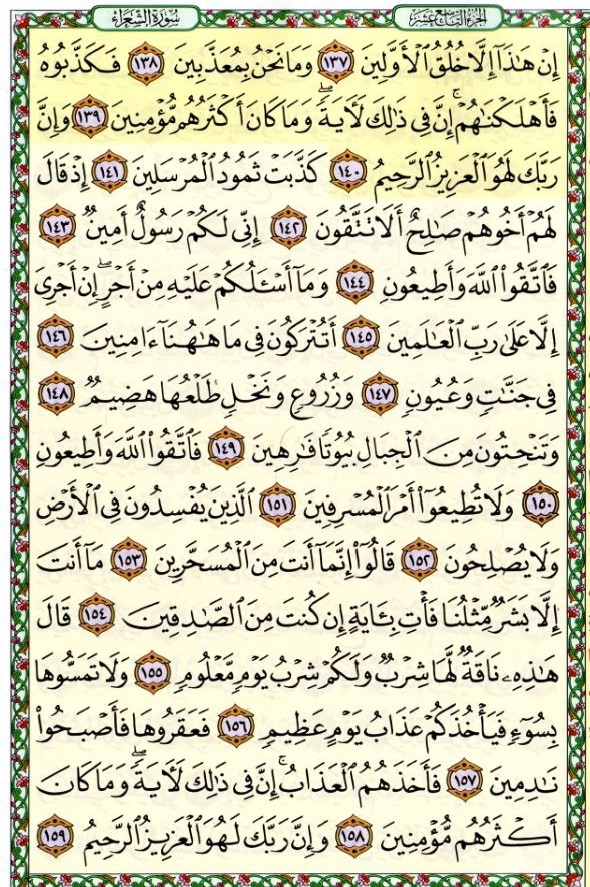 الجزء التاسع عشر
سُورَةُ الشُّعَرَاءِ
إِنْ هَٰذَآ إِلَّا خُلُقُ ٱلْأَوَّلِينَ ١٣٧ وَمَا نَحْنُ بِمُعَذَّبِينَ ١٣٨ فَكَذَّبُوهُ
فَأَهْلَكْنَٰهُمْ ۚ إِنَّ فِى ذَٰلِكَ لَءَايَةً ۖ وَمَا كَانَ أَكْثَرُهُم مُّؤْمِنِينَ ١٣٩ وَإِنَّ
رَبَّكَ لَهُوَ ٱلْعَزِيزُ ٱلرَّحِيمُ ١٤٠ كَذَّبَتْ ثَمُودُ ٱلْمُرْسَلِينَ ١٤١ إِذْ قَالَ
لَهُمْ أَخُوهُمْ صَٰلِحٌ أَلَا تَتَّقُونَ ١٤٢ إِنِّى لَكُمْ رَسُولٌ أَمِينٌ ١٤٣
فَٱتَّقُوا۟ ٱللَّهَ وَأَطِيعُونِ ١٤٤ وَمَآ أَسْـَٔلُكُمْ عَلَيْهِ مِنْ أَجْرٍ ۖ إِنْ أَجْرِىَ
إِلَّا عَلَىٰ رَبِّ ٱلْعَٰلَمِينَ ١٤٥ أَتُتْرَكُونَ فِى مَا هَٰهُنَآ ءَامِنِينَ ١٤٦
فِى جَنَّٰتٍ وَعُيُونٍ ١٤٧ وَزُرُوعٍ وَنَخْلٍ طَلْعُهَا هَضِيمٌ ١٤٨
وَتَنْحِتُونَ مِنَ ٱلْجِبَالِ بُيُوتًا فَٰرِهِينَ ١٤٩ فَٱتَّقُوا۟ ٱللَّهَ وَأَطِيعُونِ
١٥٠ وَلَا تُطِيعُوٓا۟ أَمْرَ ٱلْمُسْرِفِينَ ١٥١ ٱلَّذِينَ يُفْسِدُونَ فِى ٱلْأَرْضِ
وَلَا يُصْلِحُونَ ١٥٢ قَالُوٓا۟ إِنَّمَآ أَنتَ مِنَ ٱلْمُسَحَّرِينَ ١٥٣ مَآ أَنتَ
إِلَّا بَشَرٌ مِّثْلُنَا فَأْتِ بِـَٔايَةٍ إِن كُنتَ مِنَ ٱلصَّٰدِقِينَ ١٥٤ قَالَ
هَٰذِهِۦ نَاقَةٌ لَّهَا شِرْبٌ وَلَكُمْ شِرْبُ يَوْمٍ مَّعْلُومٍ ١٥٥ وَلَا تَمَسُّوهَا
بِسُوٓءٍ فَيَأْخُذَكُمْ عَذَابُ يَوْمٍ عَظِيمٍ ١٥٦ فَعَقَرُوهَا فَأَصْبَحُوا۟
نَٰدِمِينَ ١٥٧ فَأَخَذَهُمُ ٱلْعَذَابُ ۗ إِنَّ فِى ذَٰلِكَ لَءَايَةً ۖ وَمَا كَانَ
أَكْثَرُهُم مُّؤْمِنِينَ ١٥٨ وَإِنَّ رَبَّكَ لَهُوَ ٱلْعَزِيزُ ٱلرَّحِيمُ ١٥٩